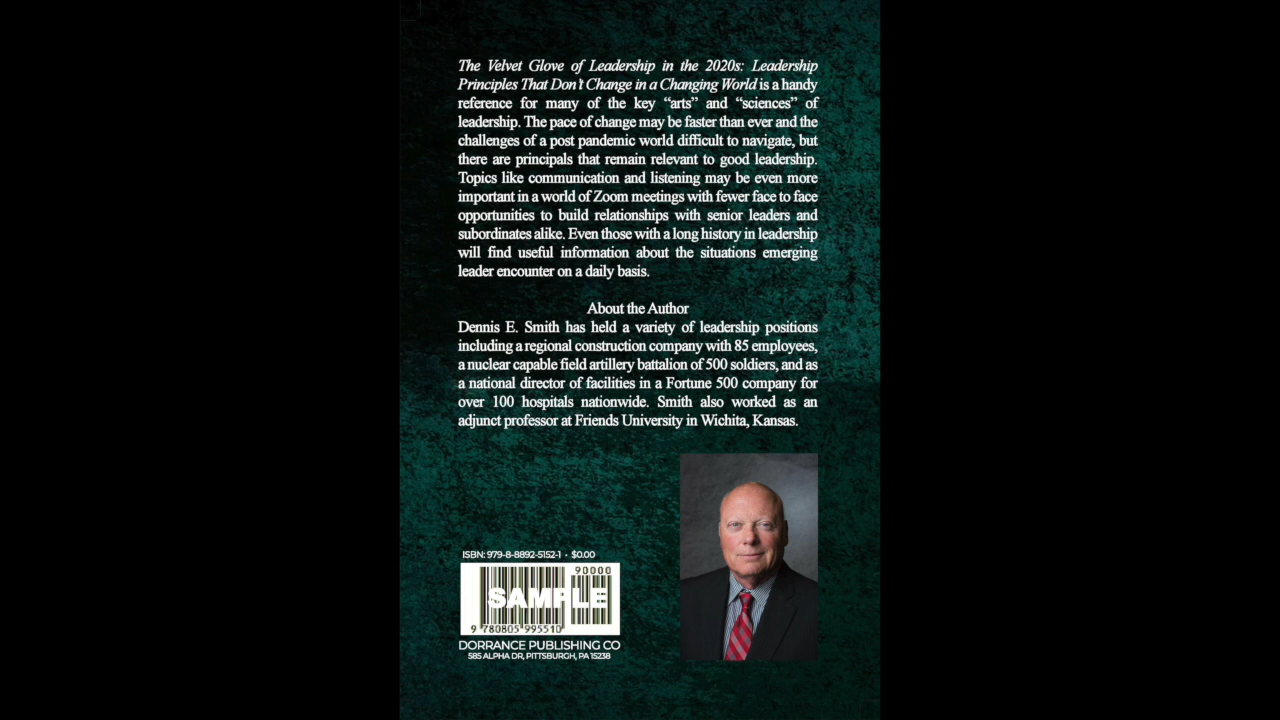 The Velvet Glove of Leadership in the 2020s: Leadership
Principles That Don't Change in a Changing World is a handy
reference for many of the key “arts” and “sciences” of
leadership. The pace of change may be faster than ever and the
challenges of a post pandemic world difficult to navigate, but
there are principals that remain relevant to good leadership.
Topics like communication and listening may be even more
important in a world of Zoom meetings with fewer face to face
opportunities to build relationships with senior leaders and
subordinates alike. Even those with a long history in leadership
will find useful information about the situations emerging
leader encounter on a daily basis.
About the Author
Dennis E. Smith has held a variety of leadership positions
including a regional construction company with 85 employees,
a nuclear capable field artillery battalion of 500 soldiers, and as
a national director of facilities in a Fortune 500 company for
over 100 hospitals nationwide. Smith also worked as an
adjunct professor at Friends University in Wichita, Kansas.
ISBN: 979-8-8892-5152-1 • $0.00
90000
SAMPLE
9 780805 995510
DORRANCE PUBLISHING CO
585 ALPHA DR, PITTSBURGH, PA 15238